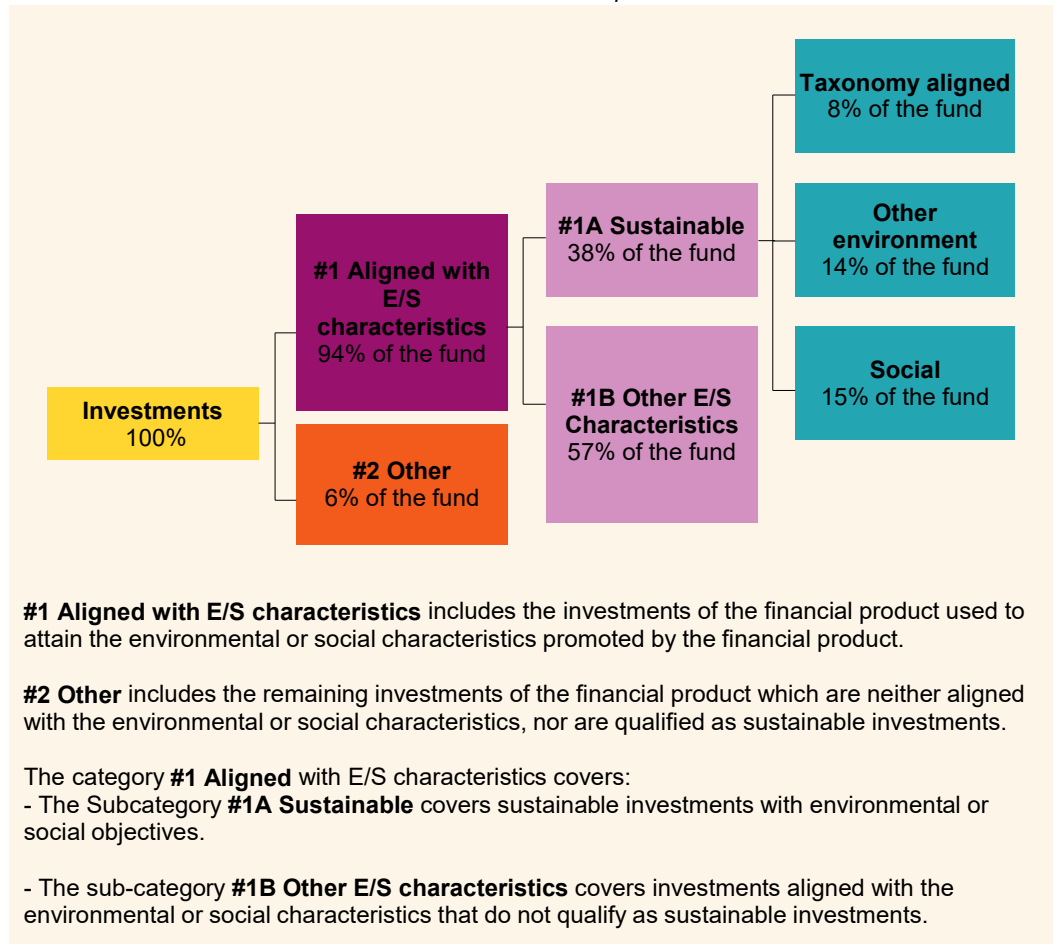 Taxonomy aligned
8% of the fund
#1A Sustainable
38% of the fund
Other
environment
14% of the fund
#1 Aligned with
E/S
characteristics
94% of the fund
Social
15% of the fund
#1B Other E/S
Characteristics
57% of the fund
Investments
100%
#2 Other
6% of the fund
#1 Aligned with E/S characteristics includes the investments of the financial product used to
attain the environmental or social characteristics promoted by the financial product.
#2 Other includes the remaining investments of the financial product which are neither aligned
with the environmental or social characteristics, nor are qualified as sustainable investments.
The category #1 Aligned with E/S characteristics covers:
- The Subcategory #1A Sustainable covers sustainable investments with environmental or
social objectives.
- The sub-category #1B Other E/S characteristics covers investments aligned with the
environmental or social characteristics that do not qualify as sustainable investments.